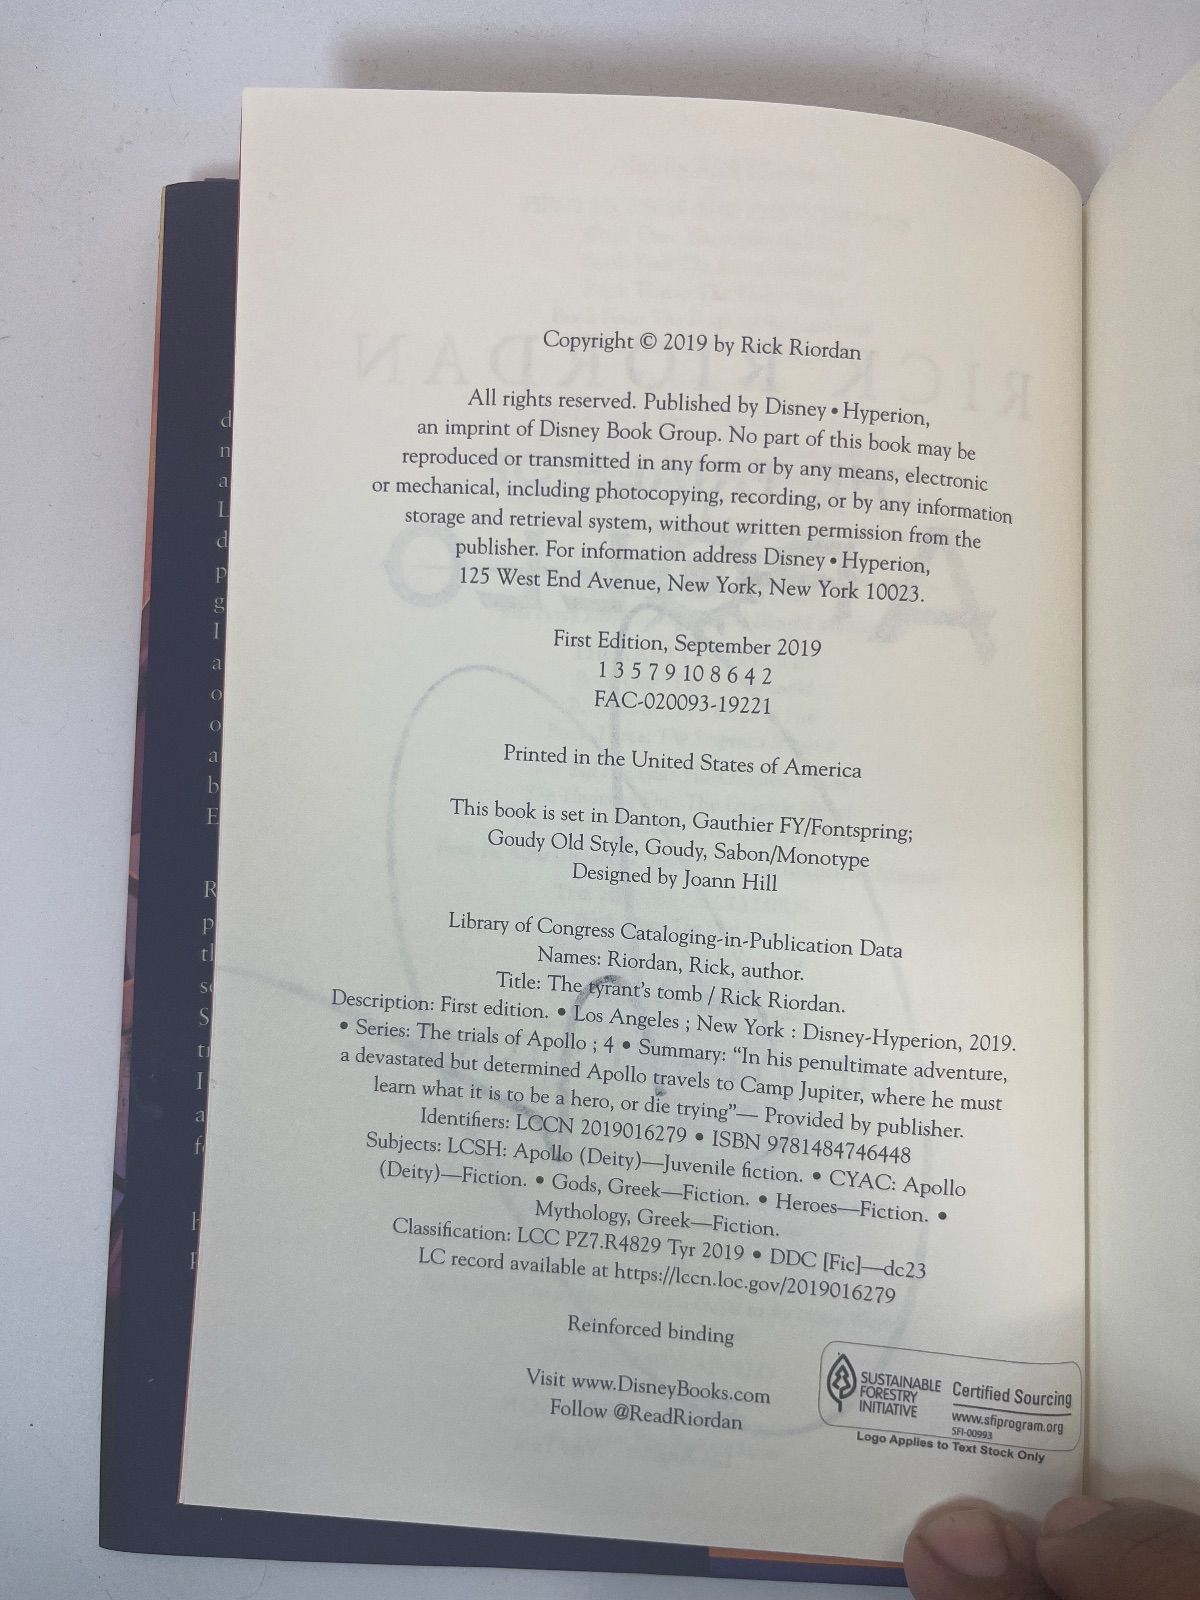 Copyright © 2019 by Rick Riordan
All rights reserved. Published by Disney • Hyperion,
an imprint of Disney Book Group. No part of this book may be
reproduced or transmitted in any form or by any means, electronic
or mechanical, including photocopying, recording, or by any information
storage and retrieval system, without written permission from the
publisher. For information address Disney • Hyperion,
125 West End Avenue, New York, New York 10023.
First Edition, September 2019
1 3 5 7 9 10 8 6 4 2
FAC-020093-19221
Printed in the United States of America
This book is set in Danton, Gauthier FY/Fontspring;
Goudy Old Style, Goudy, Sabon/Monotype
Designed by Joann Hill
Library of Congress Cataloging-in-Publication Data
Names: Riordan, Rick, author.
Title: The tyrant's tomb / Rick Riordan.
Description: First edition. • Los Angeles ; New York : Disney-Hyperion, 2019.
• Series: The trials of Apollo ; 4 • Summary: “In his penultimate adventure,
a devastated but determined Apollo travels to Camp Jupiter, where he must
learn what it is to be a hero, or die trying”— Provided by publisher.
Identifiers: LCCN 2019016279 • ISBN 9781484746448
Subjects: LCSH: Apollo (Deity)—Juvenile fiction. • CYAC: Apollo
(Deity)—Fiction. • Gods, Greek—Fiction. • Heroes—Fiction. •
Mythology, Greek—Fiction.
Classification: LCC PZ7.R4829 Tyr 2019 • DDC [Fic]—dc23
LC record available at https://lccn.loc.gov/2019016279
Reinforced binding
Visit www.DisneyBooks.com
Follow @ReadRiordan
SUSTAINABLE
FORESTRY
INITIATIVE
Certified Sourcing
www.sfiprogram.org
SFI-00993
Logo Applies to Text Stock Only